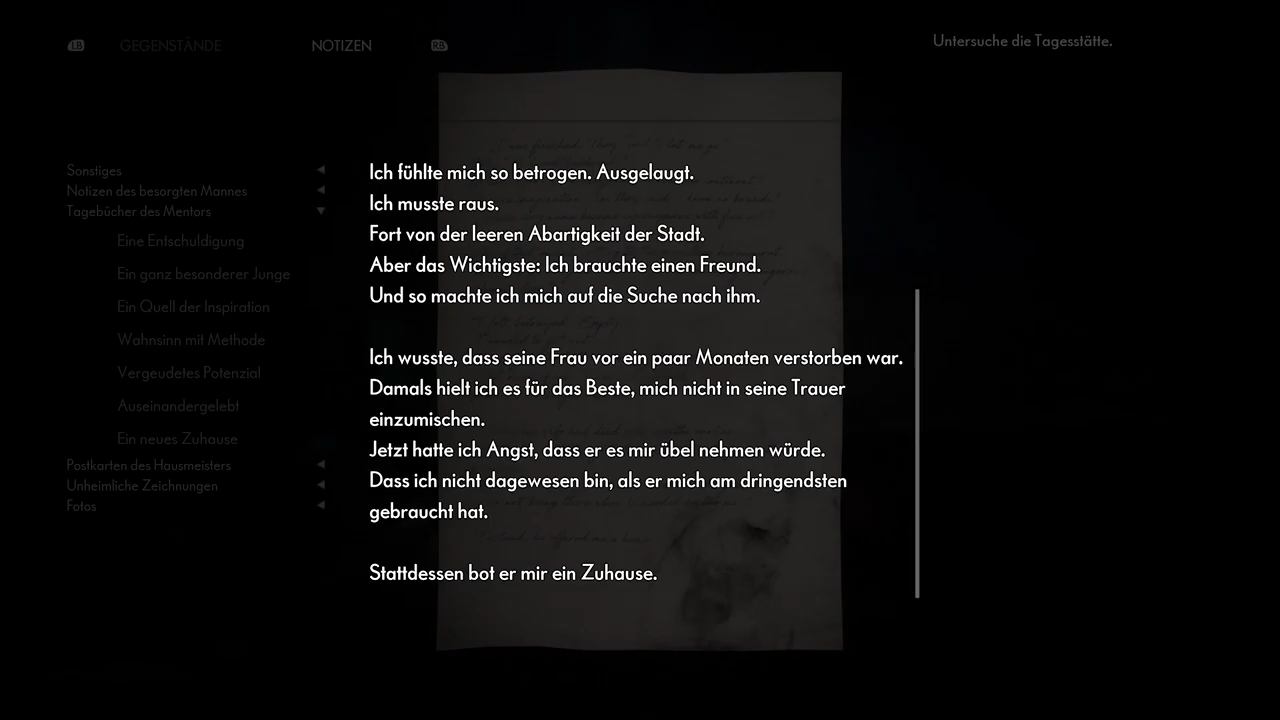 LB GEGENSTÄNDE NOTIZEN RB
Untersuche die Tagesstätte.
Sonstiges
Notizen des besorgten Mannes
Tagebücher des Mentors
Eine Entschuldigung
Ein ganz besonderer Junge
Ein Quell der Inspiration
Wahnsinn mit Methode
Vergeudetes Potenzial
Auseinandergelebt
Ein neues Zuhause
Postkarten des Hausmeisters
Unheimliche Zeichnungen
Fotos
Ich fühlte mich so betrogen. Ausgelaugt.
Ich musste raus.
Fort von der leeren Abartigkeit der Stadt.
Aber das Wichtigste: Ich brauchte einen Freund.
Und so machte ich mich auf die Suche nach ihm.
Ich wusste, dass seine Frau vor ein paar Monaten verstorben war.
Damals hielt ich es für das Beste, mich nicht in seine Trauer
einzumischen.
Jetzt hatte ich Angst, dass er es mir übel nehmen würde.
Dass ich nicht dagewesen bin, als er mich am dringendsten
gebraucht hat.
Stattdessen bot er mir ein Zuhause.